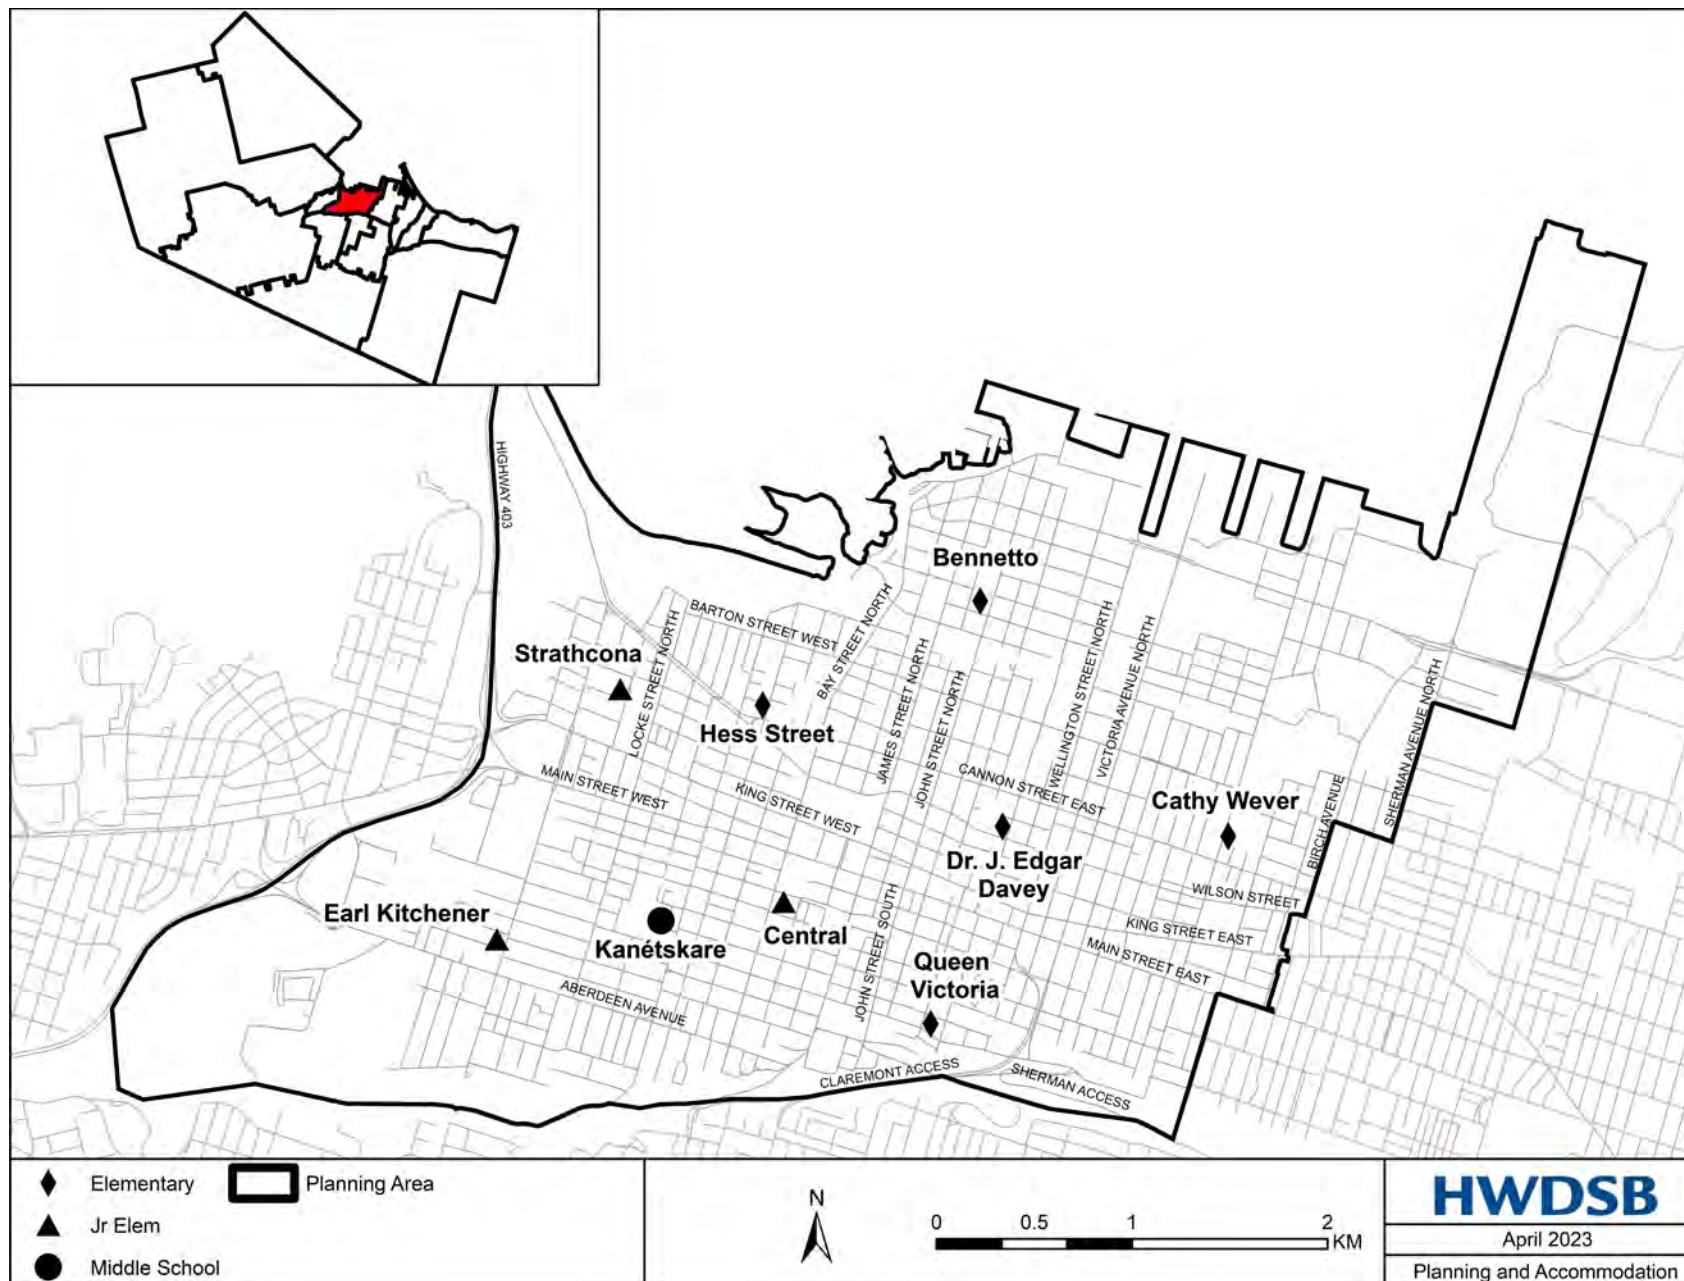 HIGHWAY 403
Bennetto
BARTON STREET WEST
BAY STREET NORTH
Strathcona
LOCKE STREET NORTH
Hess Street
JAMES STREET NORTH
JOHN STREET NORTH
WELLINGTON STREET NORTH
VICTORIA AVENUE NORTH
SHERMAN AVENUE NORTH
MAIN STREET WEST
KING STREET WEST
CANNON STREET EAST
Cathy Wever
BIRCH AVENUE
Dr. J. Edgar
Davey
WILSON STREET
Earl Kitchener
Kanétskare
Central
JOHN STREET SOUTH
KING STREET EAST
MAIN STREET EAST
Queen
Victoria
ABERDEEN AVENUE
CLAREMONT ACCESS
SHERMAN ACCESS
Elementary
Planning Area
Jr Elem
Middle School
N
0 0.5 1 2
KM
HWDSB
April 2023
Planning and Accommodation